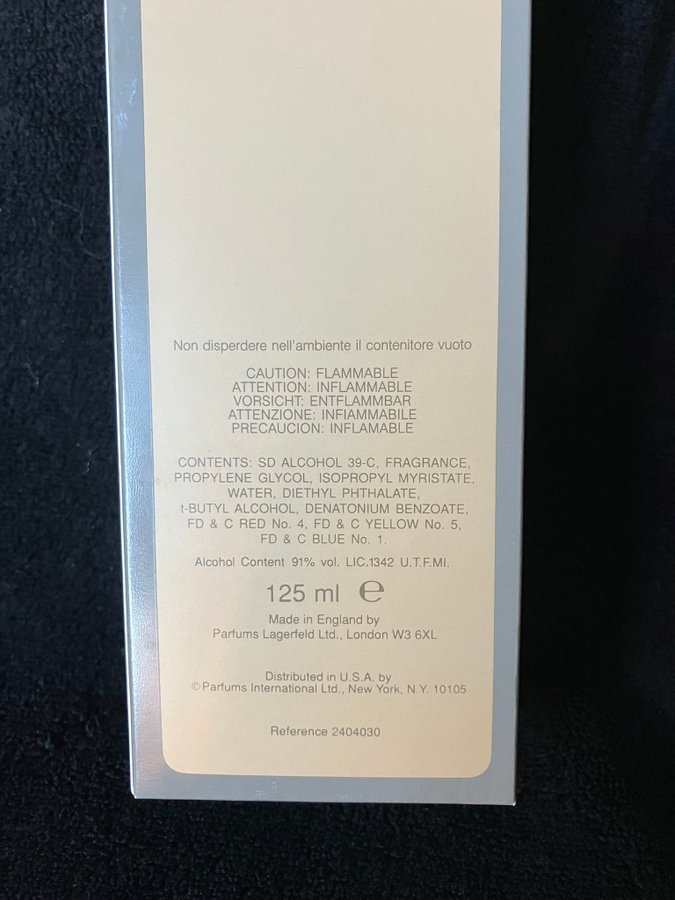 Non disperdere nell'ambiente il contenitore vuoto
CAUTION: FLAMMABLE
ATTENTION: INFLAMMABLE
VORSICHT: ENTFLAMMBAR
ATTENZIONE: INFIAMMABILE
PRECAUCION: INFLAMABLE
CONTENTS: SD ALCOHOL 39-C, FRAGRANCE,
PROPYLENE GLYCOL, ISOPROPYL MYRISTATE,
WATER, DIETHYL PHTHALATE,
t-BUTYL ALCOHOL, DENATONIUM BENZOATE,
FD & C RED No. 4, FD & C YELLOW No. 5,
FD & C BLUE No. 1.
Alcohol Content 91% vol. LIC.1342 U.T.F.MI.
125 ml ℮
Made in England by
Parfums Lagerfeld Ltd., London W3 6XL
Distributed in U.S.A. by
©Parfums International Ltd., New York, N.Y. 10105
Reference 2404030